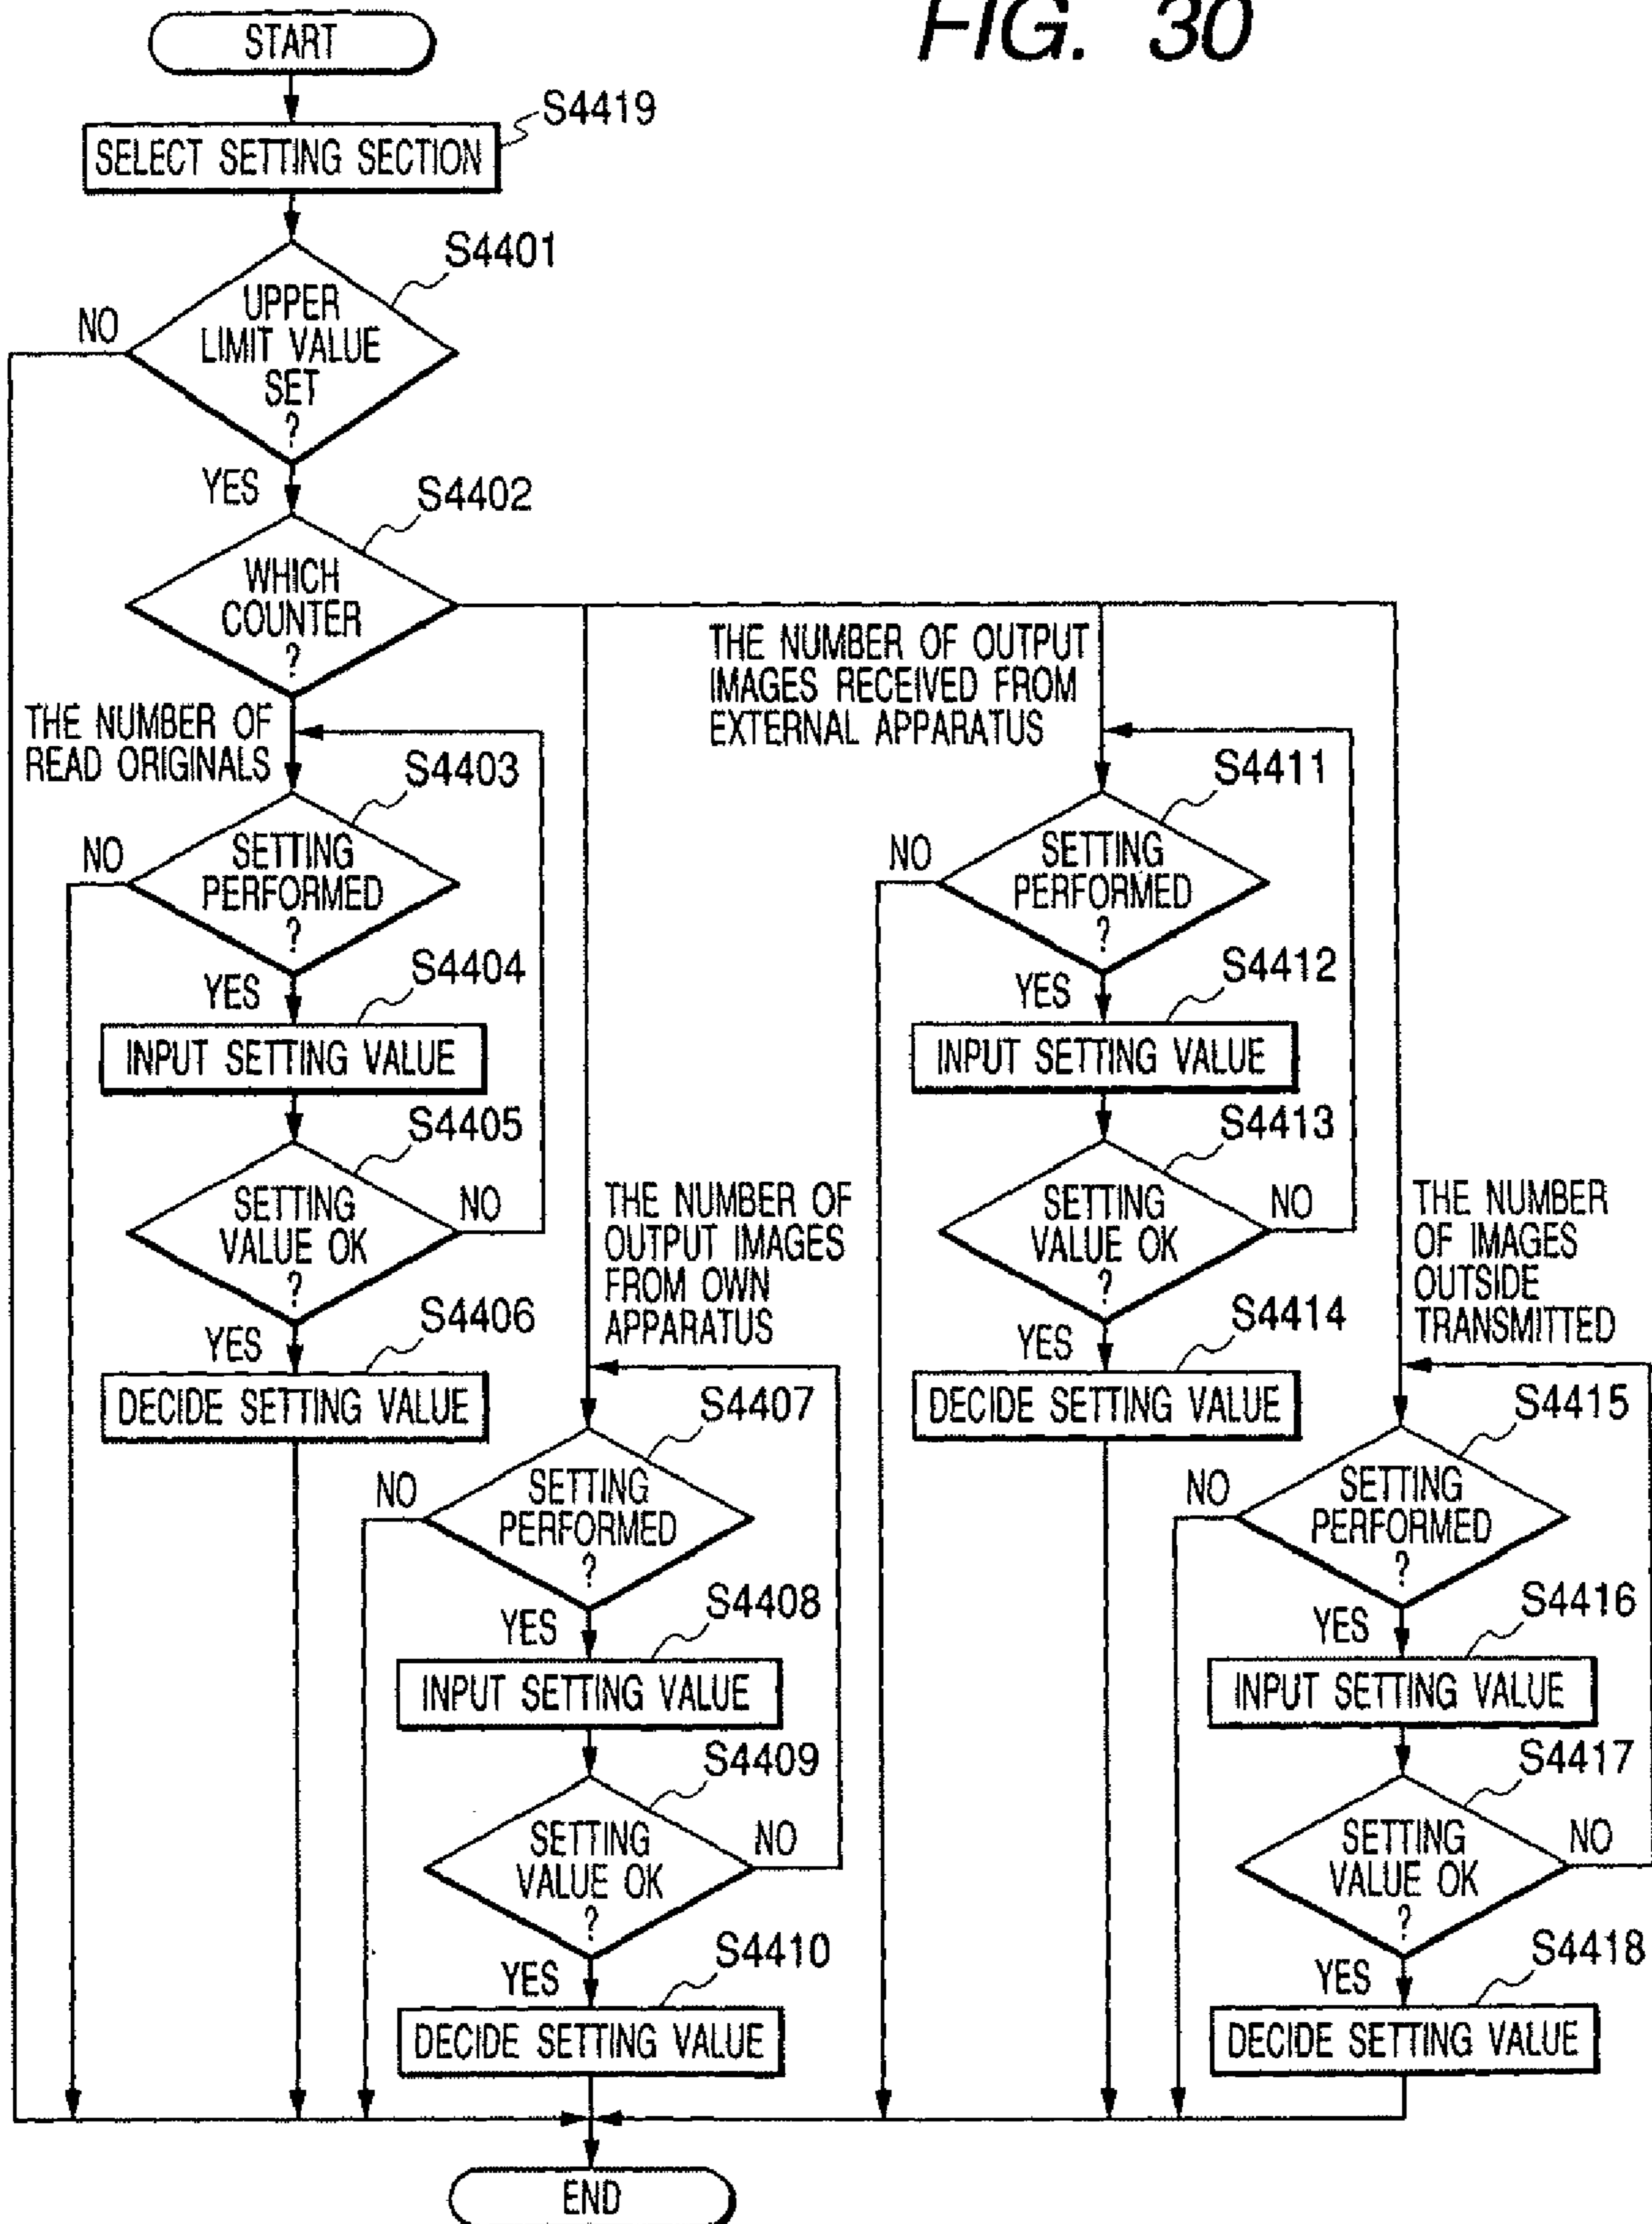 FIG. 30
START
S4419
SELECT SETTING SECTION
S4401
UPPER
LIMIT VALUE
SET
?
NO
YES
S4402
WHICH
COUNTER
?
THE NUMBER OF
READ ORIGINALS
S4403
SETTING
PERFORMED
?
NO
YES
S4404
INPUT SETTING VALUE
S4405
SETTING
VALUE OK
?
NO
YES
S4406
DECIDE SETTING VALUE
THE NUMBER OF
OUTPUT IMAGES
FROM OWN
APPARATUS
S4407
SETTING
PERFORMED
?
NO
YES
S4408
INPUT SETTING VALUE
S4409
SETTING
VALUE OK
?
NO
YES
S4410
DECIDE SETTING VALUE
THE NUMBER OF OUTPUT
IMAGES RECEIVED FROM
EXTERNAL APPARATUS
S4411
SETTING
PERFORMED
?
NO
YES
S4412
INPUT SETTING VALUE
S4413
SETTING
VALUE OK
?
NO
YES
S4414
DECIDE SETTING VALUE
THE NUMBER
OF IMAGES
OUTSIDE
TRANSMITTED
S4415
SETTING
PERFORMED
?
NO
YES
S4416
INPUT SETTING VALUE
S4417
SETTING
VALUE OK
?
NO
YES
S4418
DECIDE SETTING VALUE
END